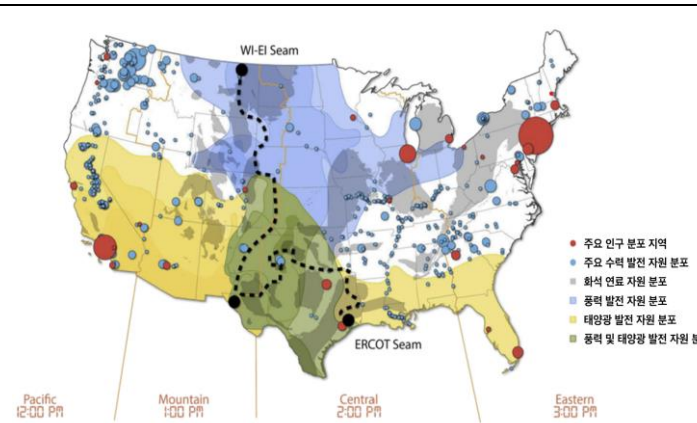 WI-EI Seam
주요 인구 분포 지역
주요 수력 발전 자원 분포
화석 연료 자원 분포
풍력 발전 자원 분포
태양광 발전 자원 분포
풍력 및 태양광 발전 자원
ERCOT Seam
Pacific
12:00 PM
Mountain
1:00 PM
Central
2:00 PM
Eastern
3:00 PM